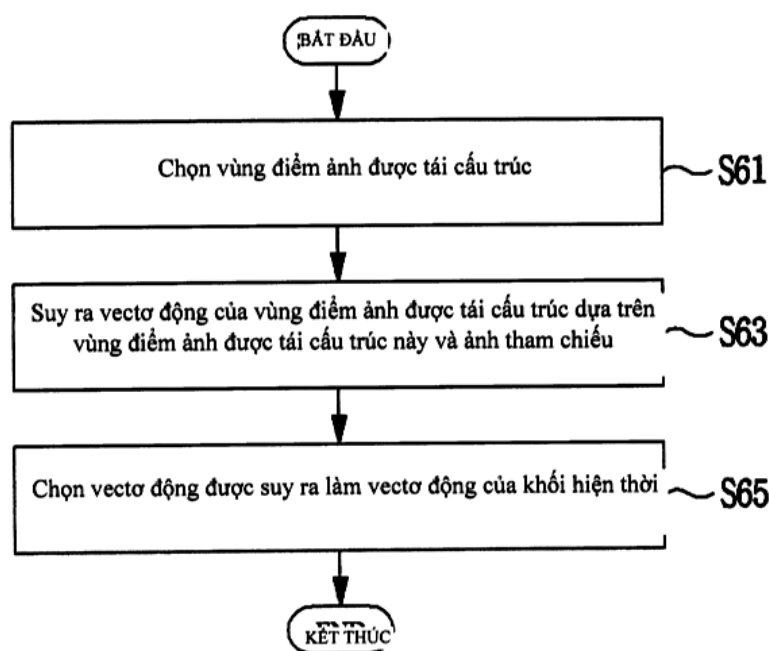 BẮT ĐẦU
Chọn vùng điểm ảnh được tái cấu trúc
S61
Suy ra vectơ động của vùng điểm ảnh được tái cấu trúc dựa trên
vùng điểm ảnh được tái cấu trúc này và ảnh tham chiếu
S63
Chọn vectơ động được suy ra làm vectơ động của khối hiện thời
S65
KẾT THÚC